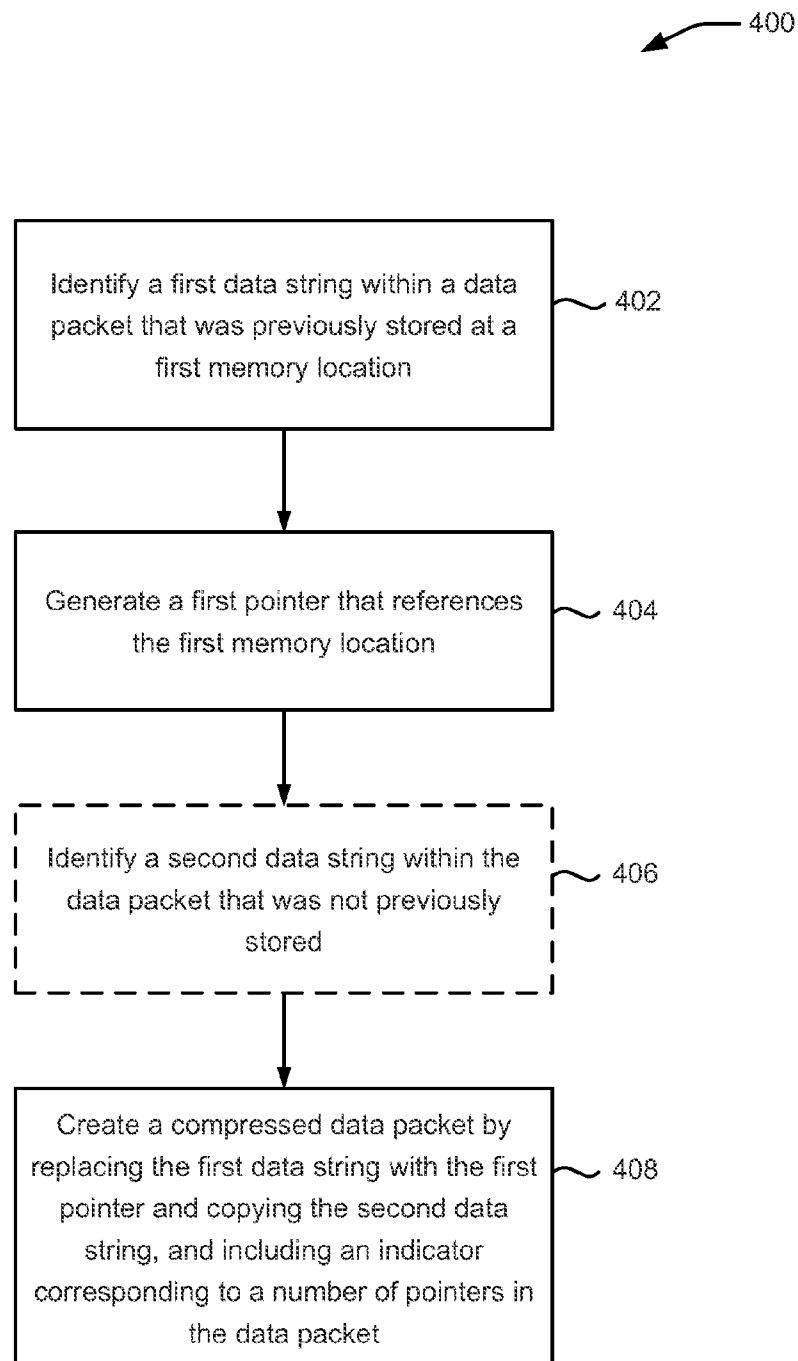 400
Identify a first data string within a data
packet that was previously stored at a
first memory location
402
Generate a first pointer that references
the first memory location
404
Identify a second data string within the
data packet that was not previously
stored
406
Create a compressed data packet by
replacing the first data string with the first
pointer and copying the second data
string, and including an indicator
corresponding to a number of pointers in
the data packet
408